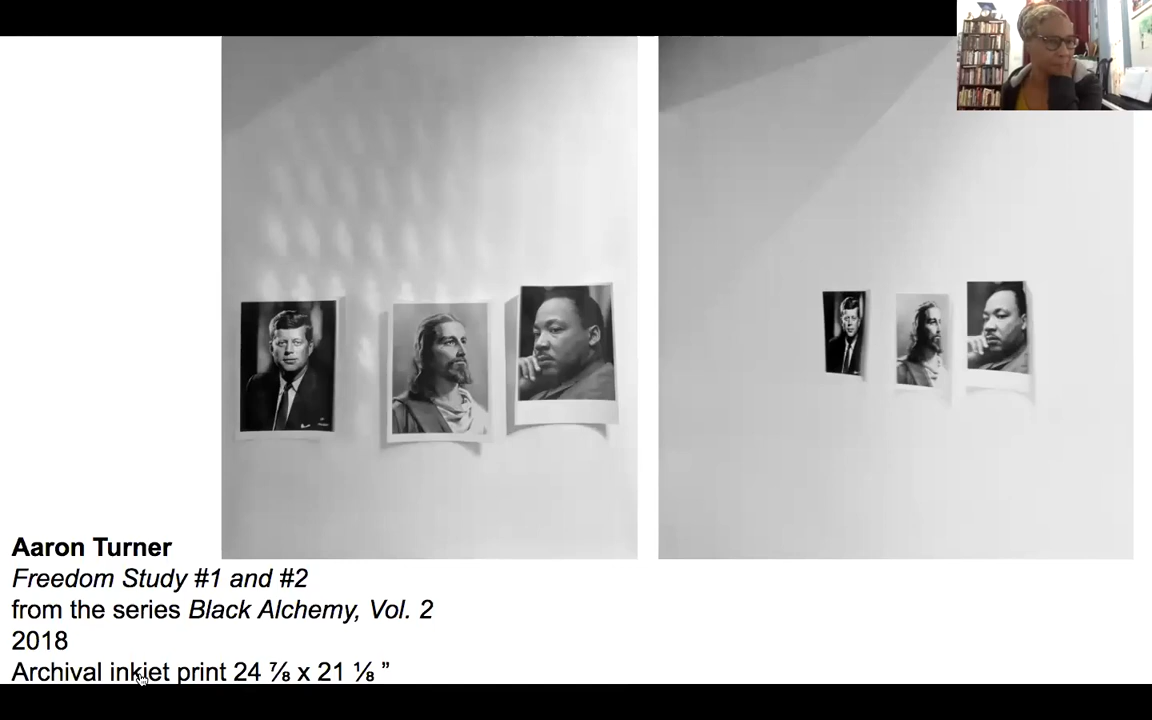 Aaron Turner
Freedom Study #1 and #2
from the series Black Alchemy, Vol. 2
2018
Archival inkjet print 24 ⅞ x 21 ⅛ ”